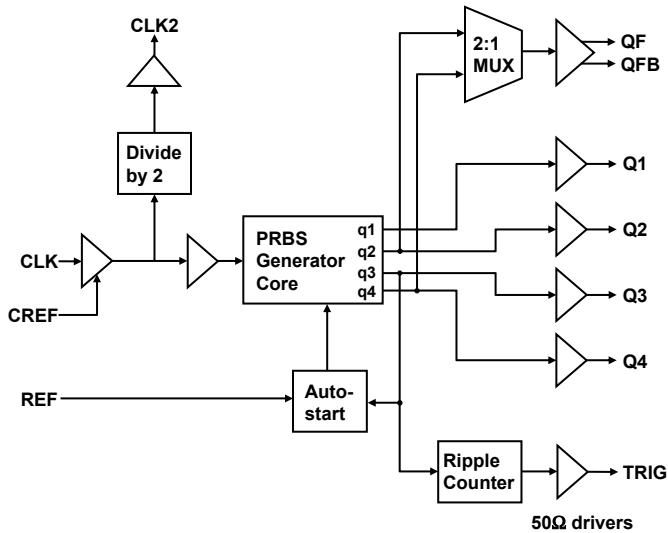 CLK2
QF
QFB
2:1
MUX
Divide
by 2
Q1
Q2
Q3
Q4
PRBS
Generator
Core
q1
q2
q3
q4
CLK
CREF
REF
Auto-
start
Ripple
Counter
TRIG
50Ω drivers